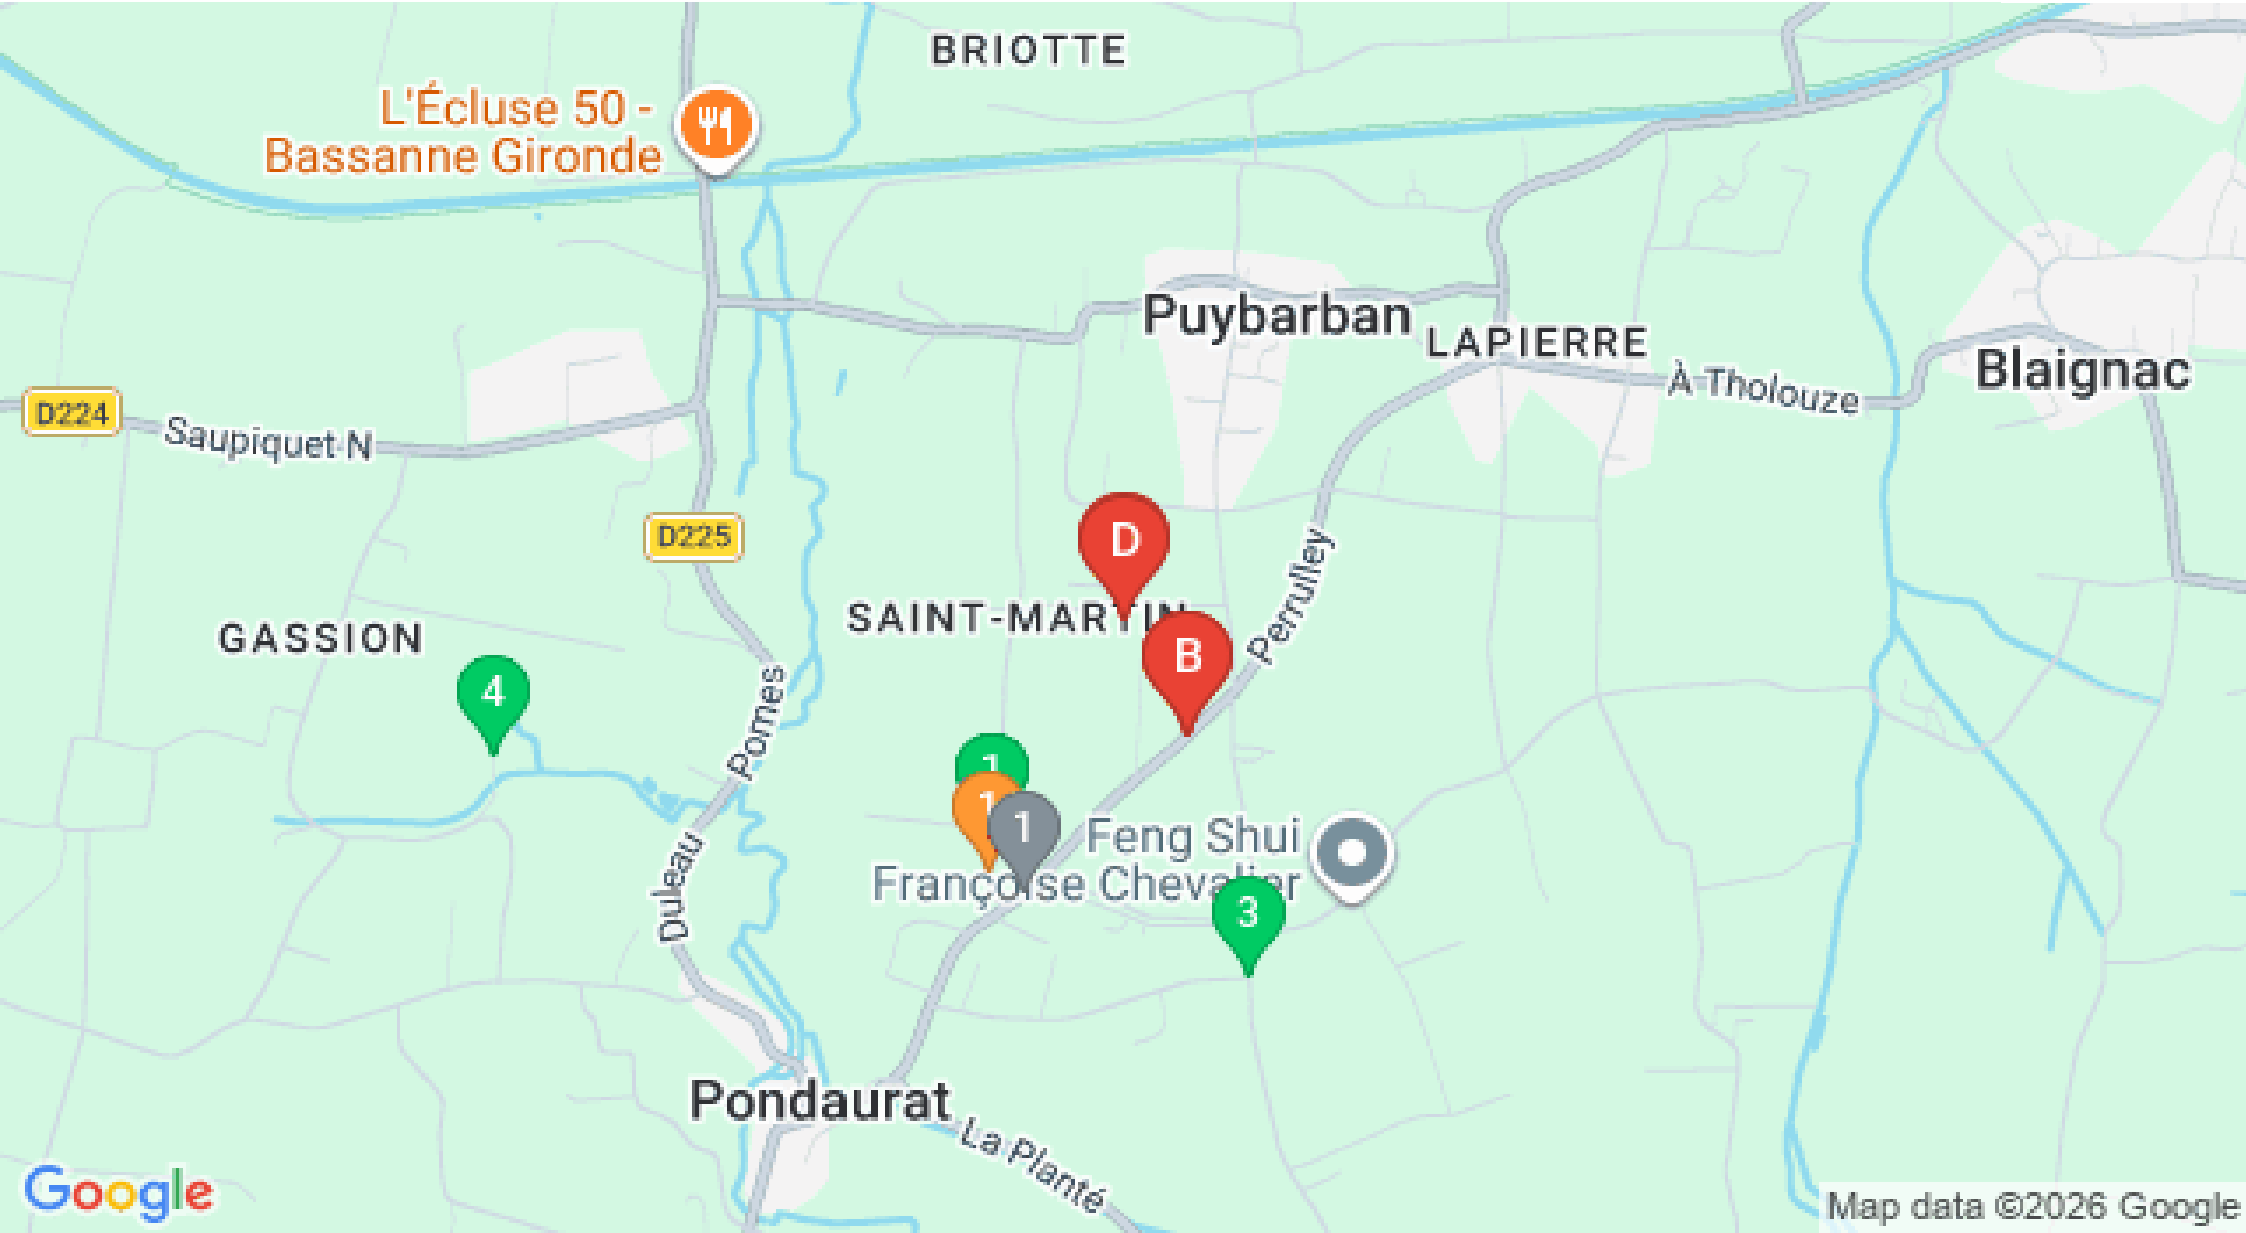 BRIOTTE
L'Écluse 50 -
Bassanne Gironde
Puybarban
LAPIERRE
À Tholouze
Blaignac
D224
Saupiquet N
D225
D
SAINT-MARTIN
B
Perrulley
GASSION
4
Pomes
1
1
1
Feng Shui
Françoise Chevalier
3
Duleau
Pondaurat
La Planté
Google
Map data ©2026 Google